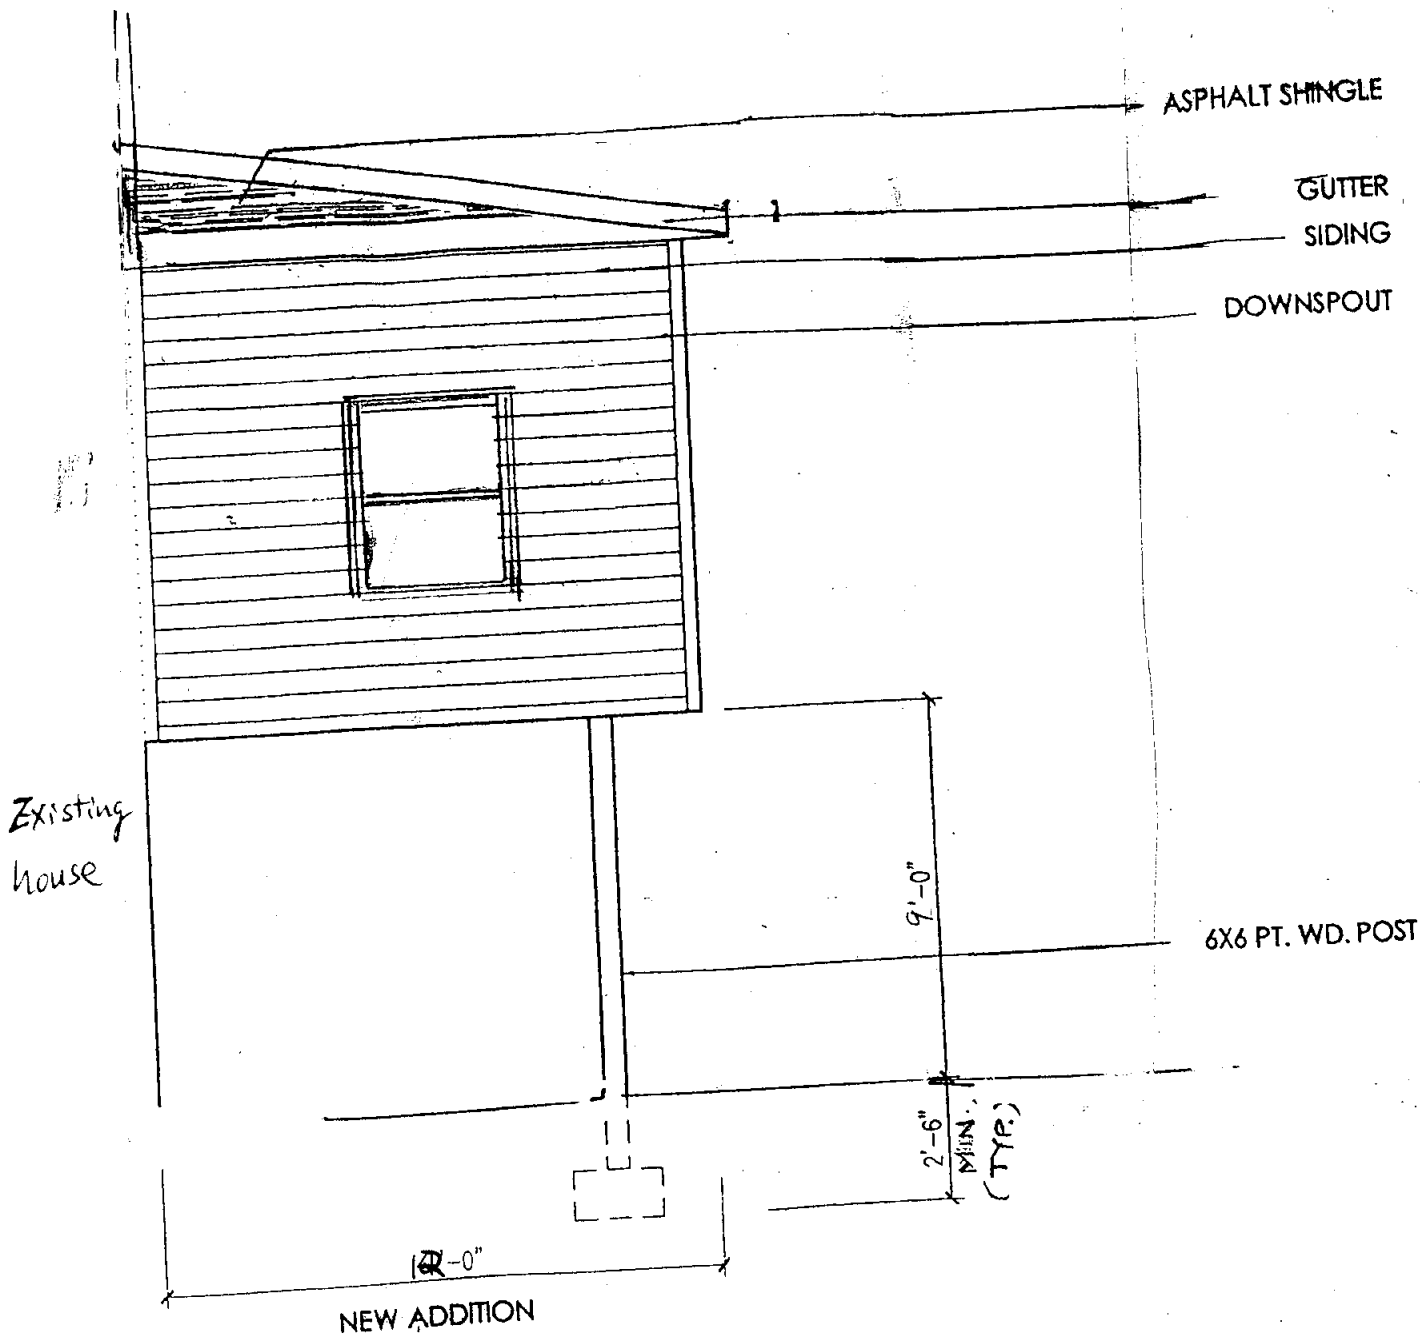 ASPHALT SHINGLE
GUTTER
SIDING
DOWNSPOUT
Existing
house
9'-0"
6X6 PT. WD. POST
2'-6"
MIN.,
(TYP.)
-0"
NEW ADDITION